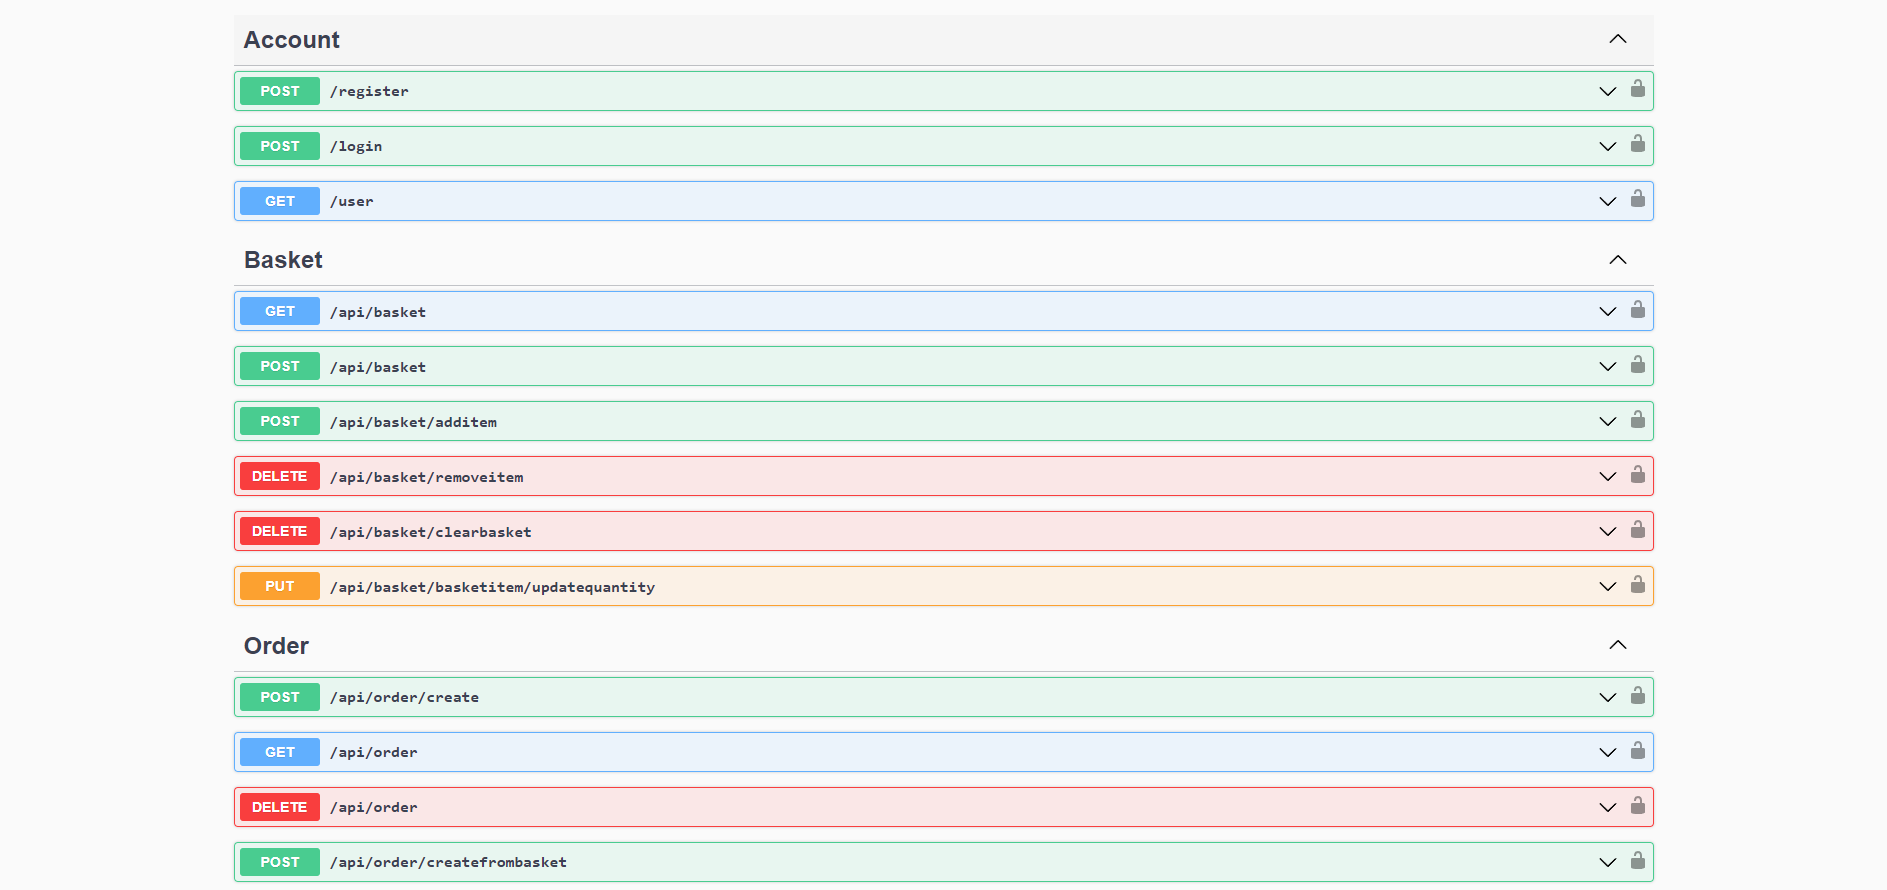 Account
POST /register
POST /login
GET /user
Basket
GET /api/basket
POST /api/basket
POST /api/basket/additem
DELETE /api/basket/removeitem
DELETE /api/basket/clearbasket
PUT /api/basket/basketitem/updatequantity
Order
POST /api/order/create
GET /api/order
DELETE /api/order
POST /api/order/createfrombasket